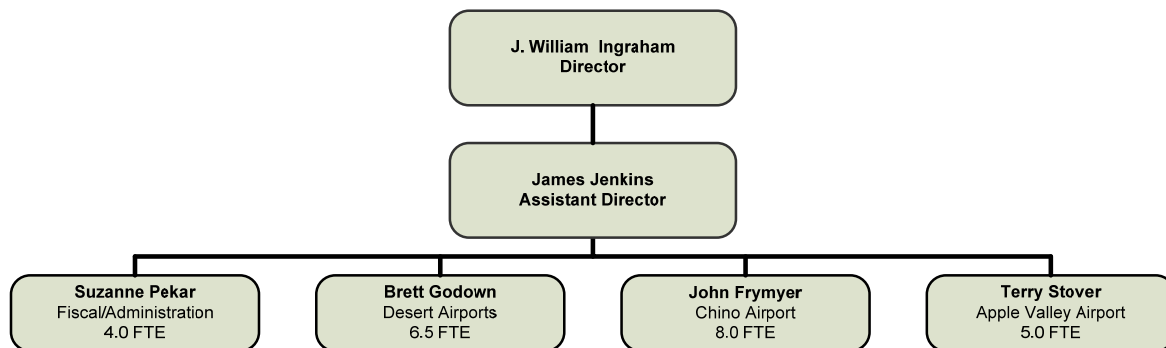 J. William Ingraham
Director
James Jenkins
Assistant Director
Suzanne Pekar
Fiscal/Administration
4.0 FTE
Brett Godown
Desert Airports
6.5 FTE
John Frymyer
Chino Airport
8.0 FTE
Terry Stover
Apple Valley Airport
5.0 FTE